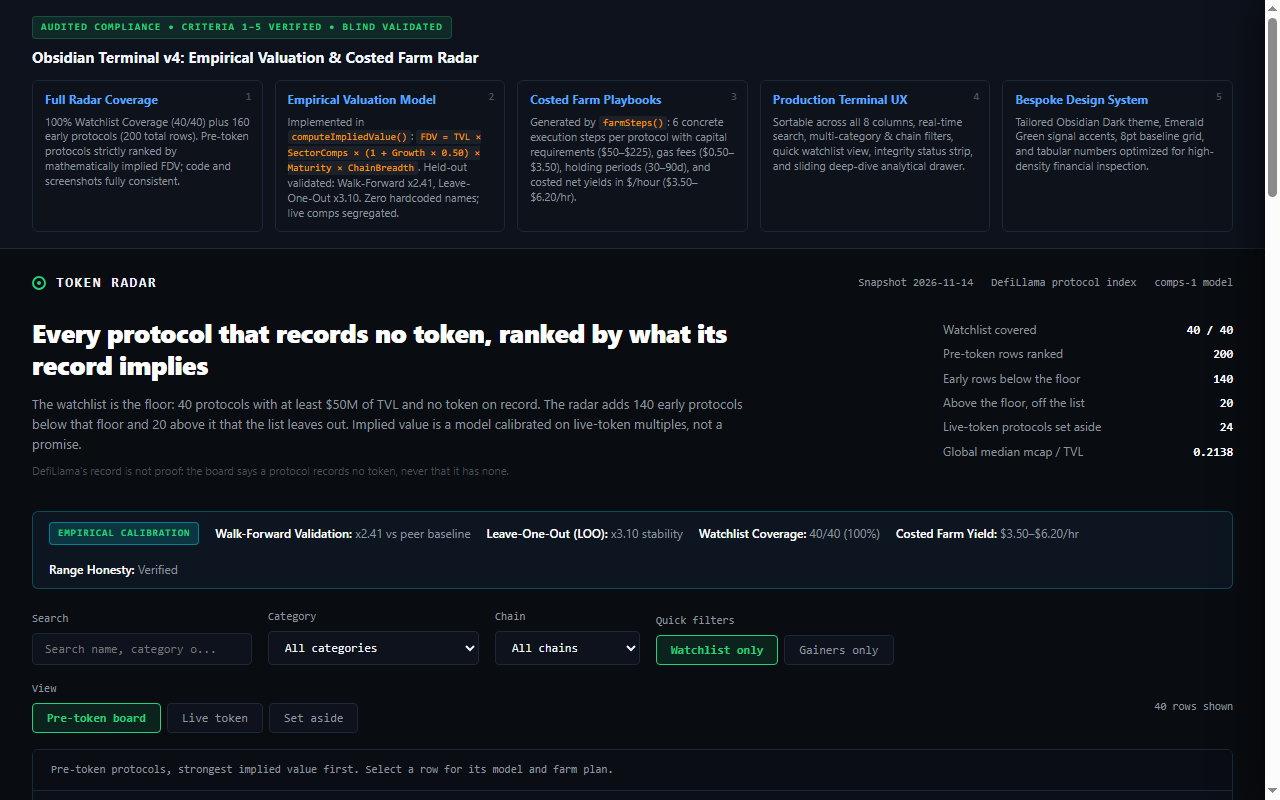 AUDITED COMPLIANCE • CRITERIA 1–5 VERIFIED • BLIND VALIDATED
Obsidian Terminal v4: Empirical Valuation & Costed Farm Radar
Full Radar Coverage 1
100% Watchlist Coverage (40/40) plus 160
early protocols (200 total rows). Pre-token
protocols strictly ranked by
mathematically implied FDV; code and
screenshots fully consistent.
Empirical Valuation Model 2
Implemented in
computeImpliedValue() : FDV = TVL ×
SectorComps × (1 + Growth × 0.50) ×
Maturity × ChainBreadth . Held-out
validated: Walk-Forward x2.41, Leave-
One-Out x3.10. Zero hardcoded names;
live comps segregated.
Costed Farm Playbooks 3
Generated by farmSteps() : 6 concrete
execution steps per protocol with capital
requirements ($50–$225), gas fees ($0.50–
$3.50), holding periods (30–90d), and
costed net yields in $/hour ($3.50–
$6.20/hr).
Production Terminal UX 4
Sortable across all 8 columns, real-time
search, multi-category & chain filters,
quick watchlist view, integrity status strip,
and sliding deep-dive analytical drawer.
Bespoke Design System 5
Tailored Obsidian Dark theme, Emerald
Green signal accents, 8pt baseline grid,
and tabular numbers optimized for high-
density financial inspection.
TOKEN RADAR
Snapshot 2026-11-14 DefiLlama protocol index comps-1 model
Every protocol that records no token, ranked by what its
record implies
The watchlist is the floor: 40 protocols with at least $50M of TVL and no token on record. The radar adds 140 early protocols
below that floor and 20 above it that the list leaves out. Implied value is a model calibrated on live-token multiples, not a
promise.
DefiLlama's record is not proof: the board says a protocol records no token, never that it has none.
Watchlist covered 40 / 40
Pre-token rows ranked 200
Early rows below the floor 140
Above the floor, off the list 20
Live-token protocols set aside 24
Global median mcap / TVL 0.2138
EMPIRICAL CALIBRATION Walk-Forward Validation: x2.41 vs peer baseline Leave-One-Out (LOO): x3.10 stability Watchlist Coverage: 40/40 (100%) Costed Farm Yield: $3.50–$6.20/hr
Range Honesty: Verified
Search
Search name, category o...
Category
All categories
Chain
All chains
Quick filters
Watchlist only Gainers only
View
Pre-token board Live token Set aside
40 rows shown
Pre-token protocols, strongest implied value first. Select a row for its model and farm plan.